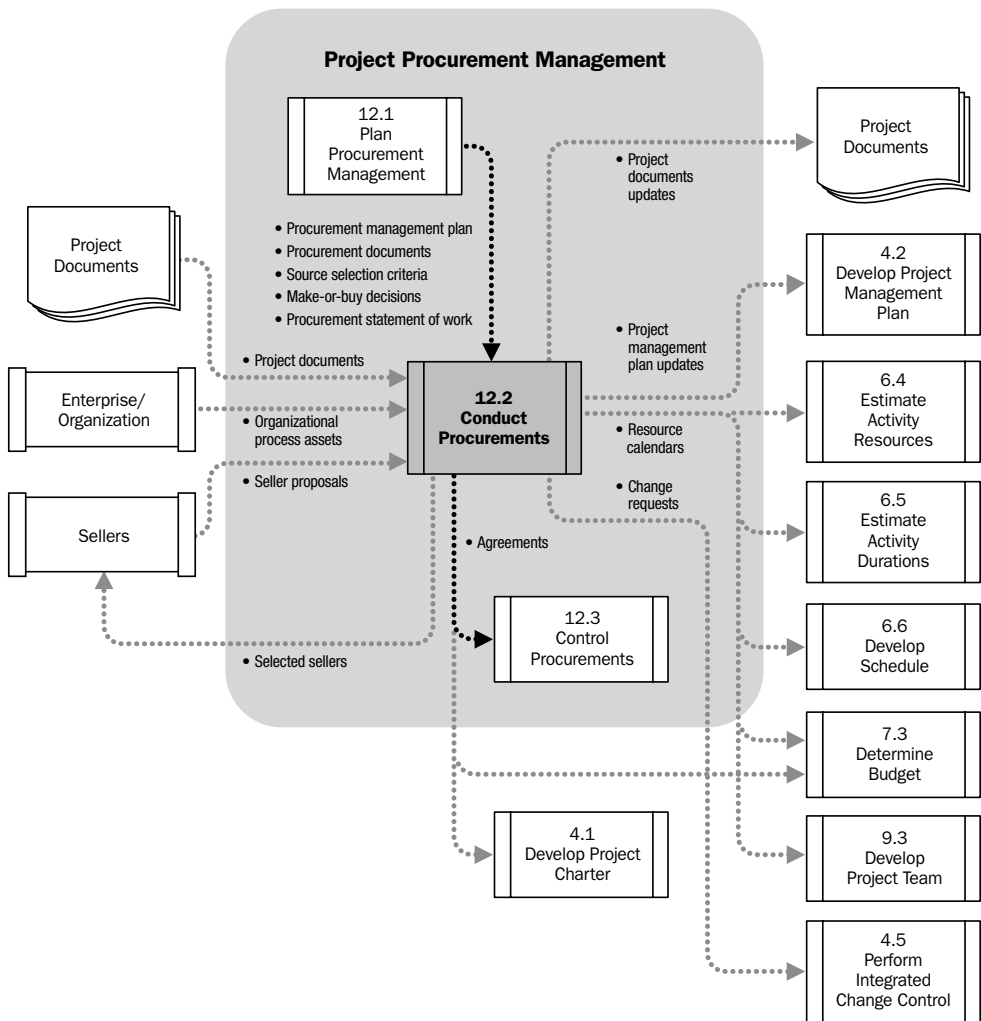 Project Procurement Management
12.1
Plan
Procurement
Management
• Procurement management plan
• Procurement documents
• Source selection criteria
• Make-or-buy decisions
• Procurement statement of work
Project
Documents
Enterprise/
Organization
Sellers
• Project documents
• Organizational
process assets
• Seller proposals
12.2
Conduct
Procurements
• Agreements
• Selected sellers
12.3
Control
Procurements
4.1
Develop Project
Charter
• Project
documents
updates
• Project
management
plan updates
• Resource
calendars
• Change
requests
Project
Documents
4.2
Develop Project
Management
Plan
6.4
Estimate
Activity
Resources
6.5
Estimate
Activity
Durations
6.6
Develop
Schedule
7.3
Determine
Budget
9.3
Develop
Project Team
4.5
Perform
Integrated
Change Control